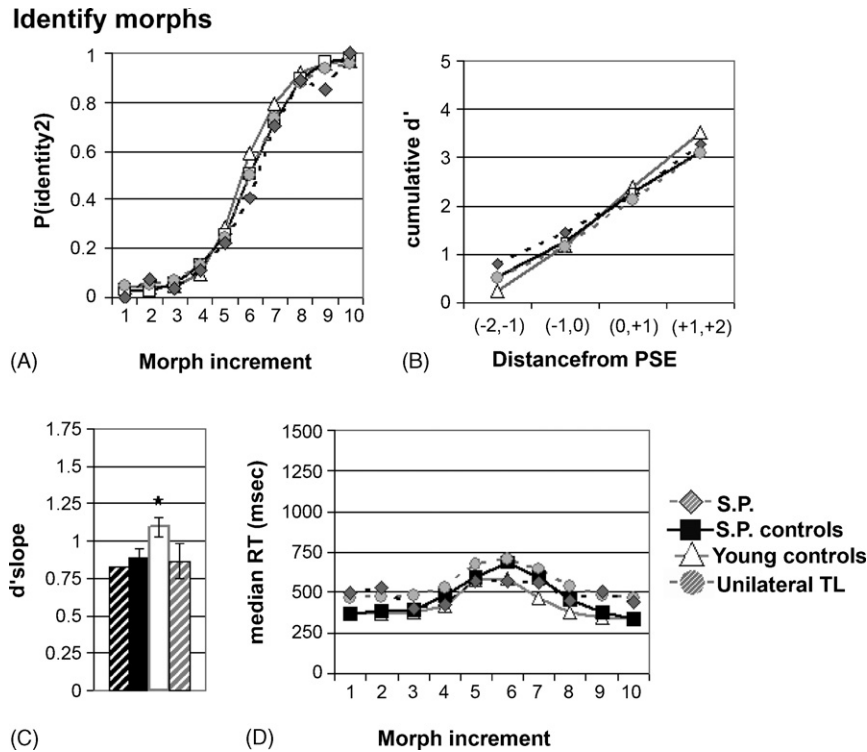 Identify morphs
P(identity2)
1
0.8
0.6
0.4
0.2
0
1 2 3 4 5 6 7 8 9 10
(A) Morph increment
cumulative d'
5
4
3
2
1
0
(-2,-1) (-1,0) (0,+1) (+1,+2)
(B) Distancefrom PSE
d'slope
1.75
1.5
1.25
1
0.75
0.5
0.25
0
★
(C)
median RT (msec)
1500
1250
1000
750
500
250
0
1 2 3 4 5 6 7 8 9 10
(D) Morph increment
S.P.
S.P. controls
Young controls
Unilateral TL